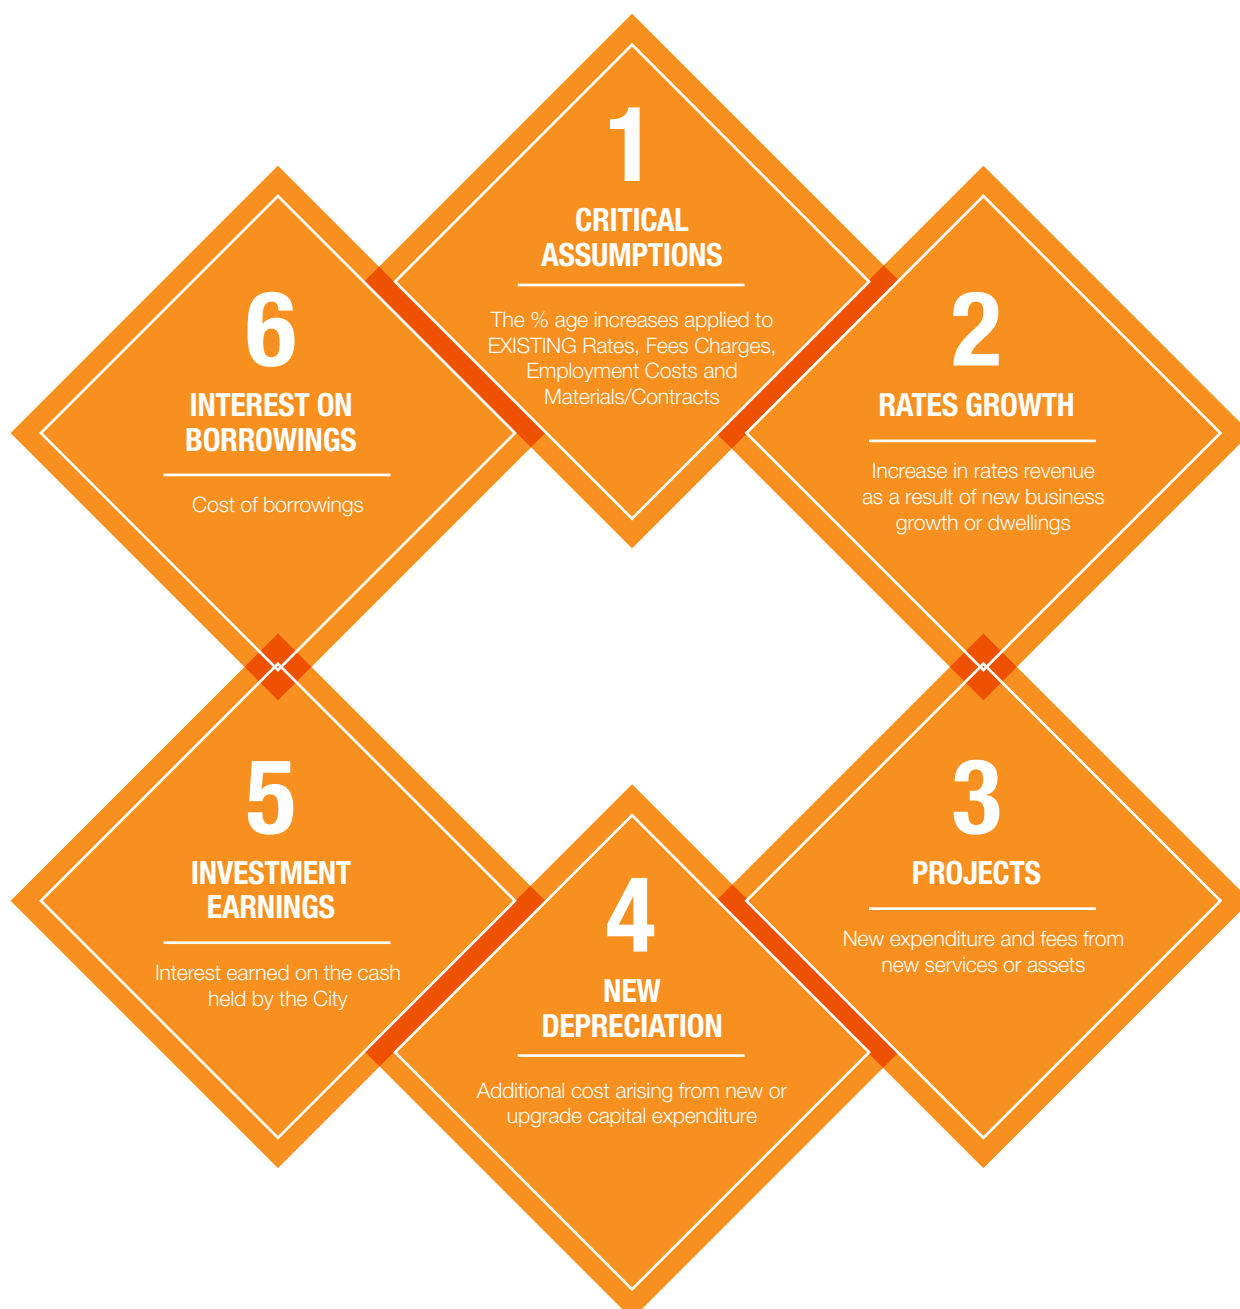 1
CRITICAL
ASSUMPTIONS
The % age increases applied to
EXISTING Rates, Fees Charges,
Employment Costs and
Materials/Contracts
2
RATES GROWTH
Increase in rates revenue
as a result of new business
growth or dwellings
3
PROJECTS
New expenditure and fees from
new services or assets
4
NEW
DEPRECIATION
Additional cost arising from new or
upgrade capital expenditure
5
INVESTMENT
EARNINGS
Interest earned on the cash
held by the City
6
INTEREST ON
BORROWINGS
Cost of borrowings